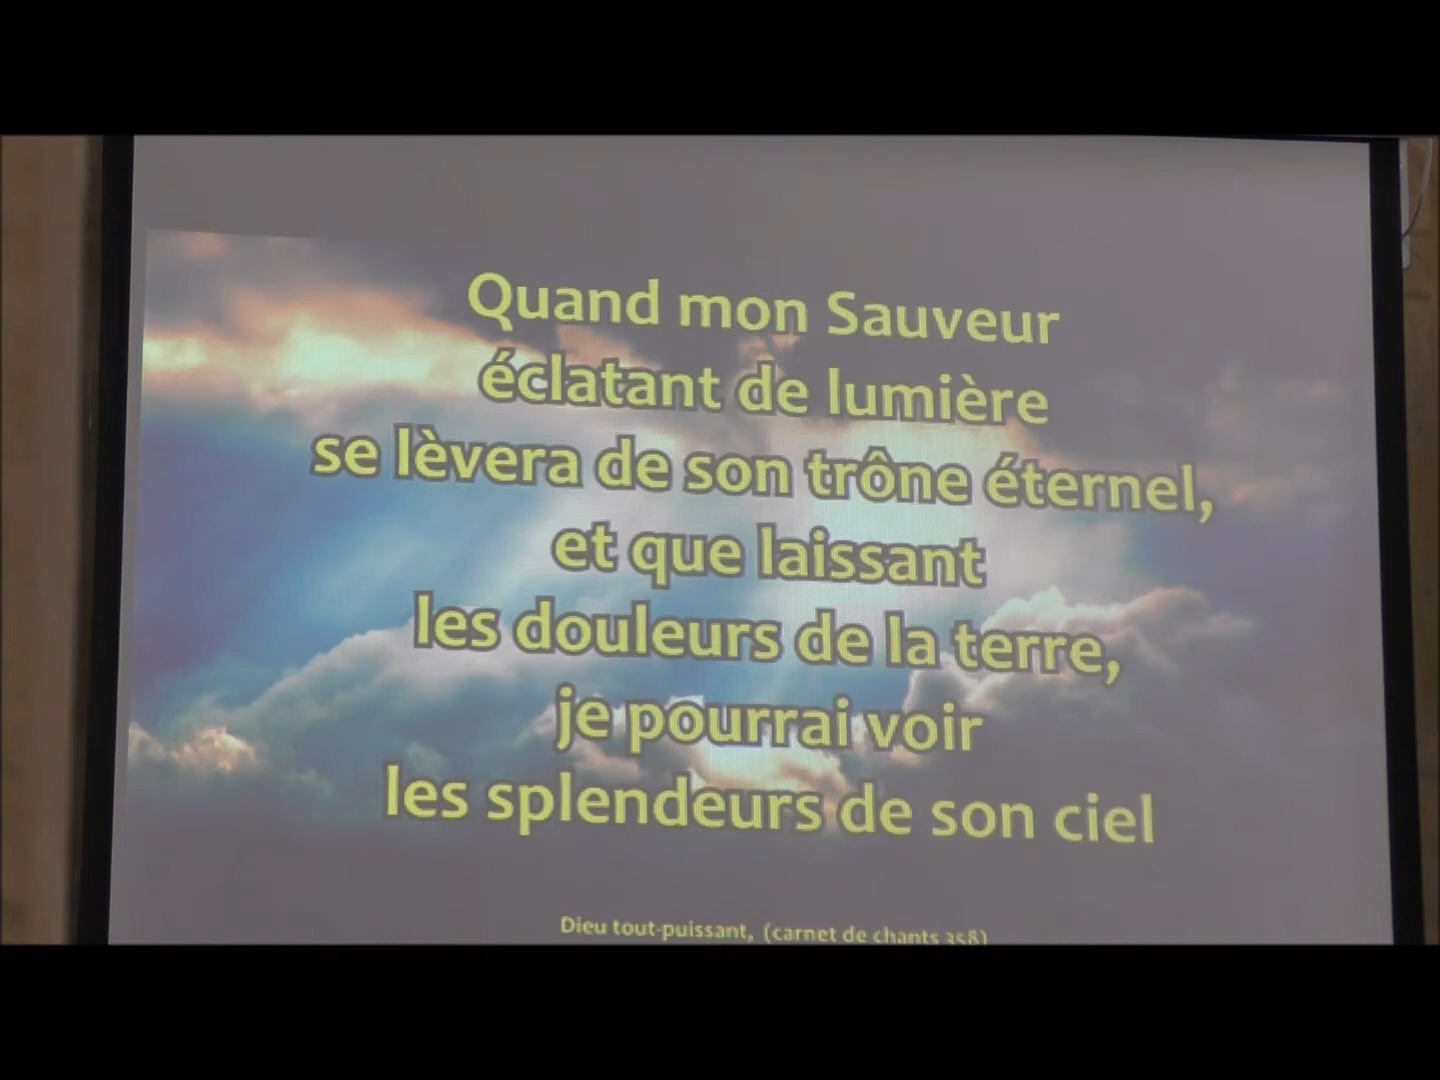 Quand mon Sauveur
éclatant de lumière
se lèvera de son trône éternel,
et que laissant
les douleurs de la terre,
je pourrai voir
les splendeurs de son ciel
Dieu tout-puissant, (carnet de chants 358)